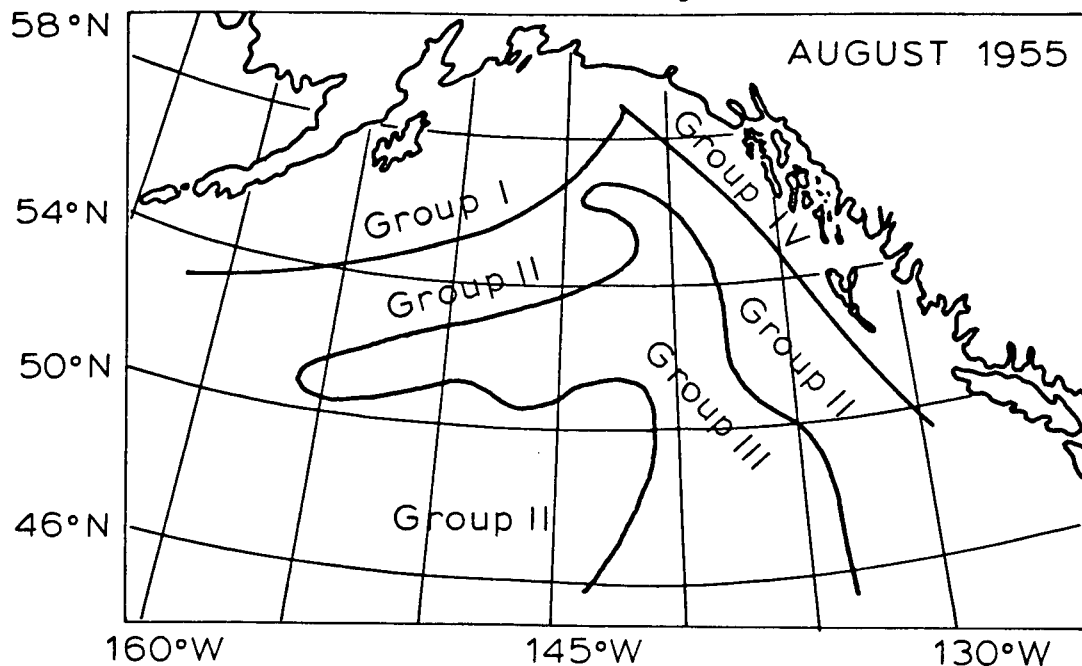 58°N
AUGUST 1955
Group IV
54°N
Group I
Group II
Group II
50°N
Group III
46°N
Group II
160°W
145°W
130°W